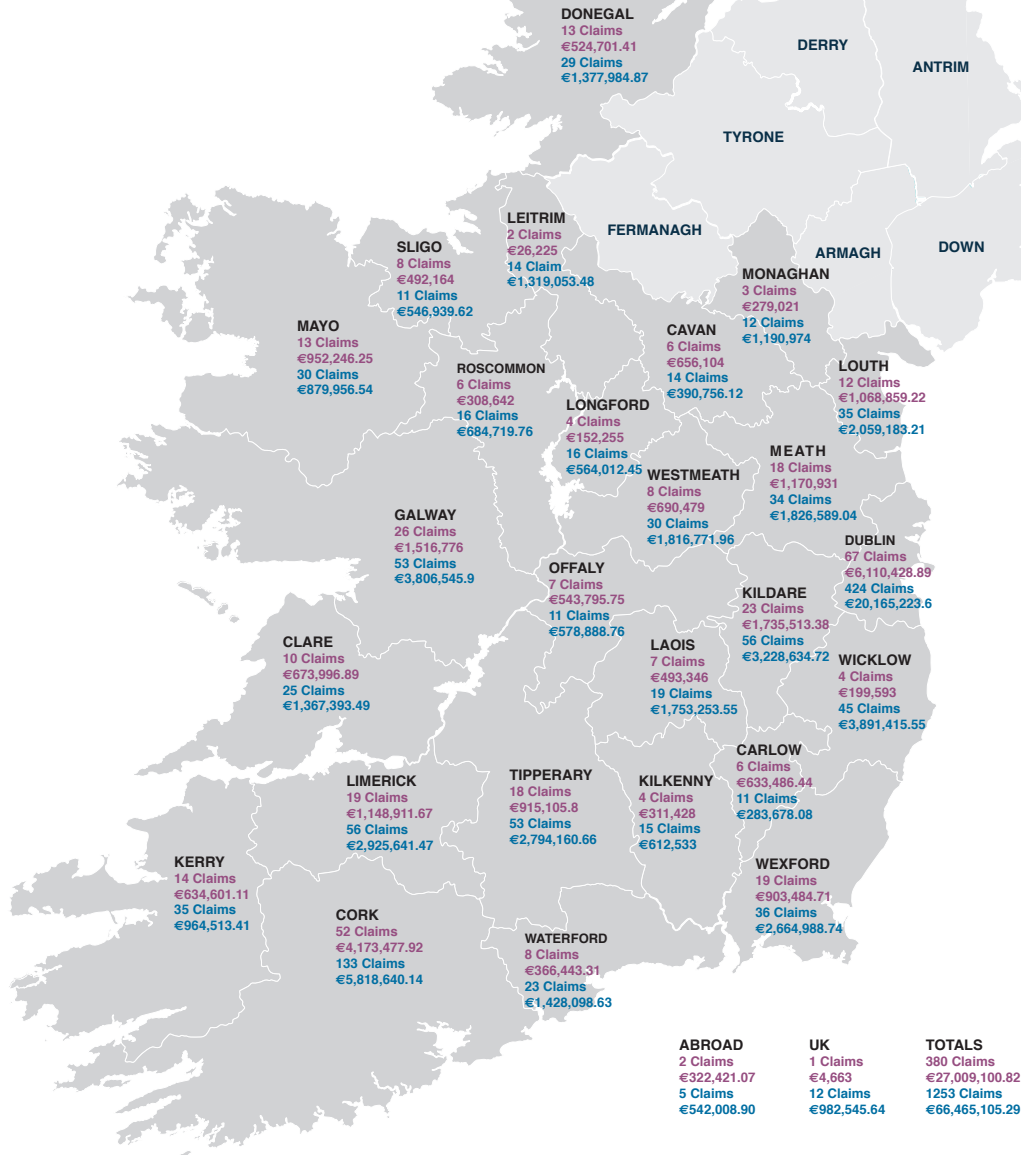 DONEGAL
13 Claims
€524,701.41
29 Claims
€1,377,984.87
DERRY
ANTRIM
TYRONE
FERMANAGH
ARMAGH
DOWN
LEITRIM
2 Claims
€26,225
14 Claim
€1,319,053.48
SLIGO
8 Claims
€492,164
11 Claims
€546,939.62
MONAGHAN
3 Claims
€279,021
12 Claims
€1,190,974
MAYO
13 Claims
€952,246.25
30 Claims
€879,956.54
CAVAN
6 Claims
€656,104
14 Claims
€390,756.12
ROSCOMMON
6 Claims
€308,642
16 Claims
€684,719.76
LOUTH
12 Claims
€1,068,859.22
35 Claims
€2,059,183.21
LONGFORD
4 Claims
€152,255
16 Claims
€564,012.45
MEATH
18 Claims
€1,170,931
34 Claims
€1,826,589.04
WESTMEATH
8 Claims
€690,479
30 Claims
€1,816,771.96
GALWAY
26 Claims
€1,516,776
53 Claims
€3,806,545.9
DUBLIN
67 Claims
€6,110,428.89
424 Claims
€20,165,223.6
OFFALY
7 Claims
€543,795.75
11 Claims
€578,888.76
KILDARE
23 Claims
€1,735,513.38
56 Claims
€3,228,634.72
CLARE
10 Claims
€673,996.89
25 Claims
€1,367,393.49
LAOIS
7 Claims
€493,346
19 Claims
€1,753,253.55
WICKLOW
4 Claims
€199,593
45 Claims
€3,891,415.55
CARLOW
6 Claims
€633,486.44
11 Claims
€283,678.08
LIMERICK
19 Claims
€1,148,911.67
56 Claims
€2,925,641.47
TIPPERARY
18 Claims
€915,105.8
53 Claims
€2,794,160.66
KILKENNY
4 Claims
€311,428
15 Claims
€612,533
KERRY
14 Claims
€634,601.11
35 Claims
€964,513.41
WEXFORD
19 Claims
€903,484.71
36 Claims
€2,664,988.74
CORK
52 Claims
€4,173,477.92
133 Claims
€5,818,640.14
WATERFORD
8 Claims
€366,443.31
23 Claims
€1,428,098.63
ABROAD
2 Claims
€322,421.07
5 Claims
€542,008.90
UK
1 Claims
€4,663
12 Claims
€982,545.64
TOTALS
380 Claims
€27,009,100.82
1253 Claims
€66,465,105.29